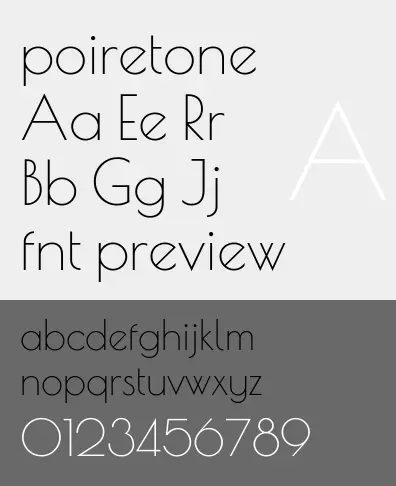 poiretone
Aa Ee Rr
A
Bb Gg Jj
fnt preview
abcdefghijklm
nopqrstuvwxyz
0123456789